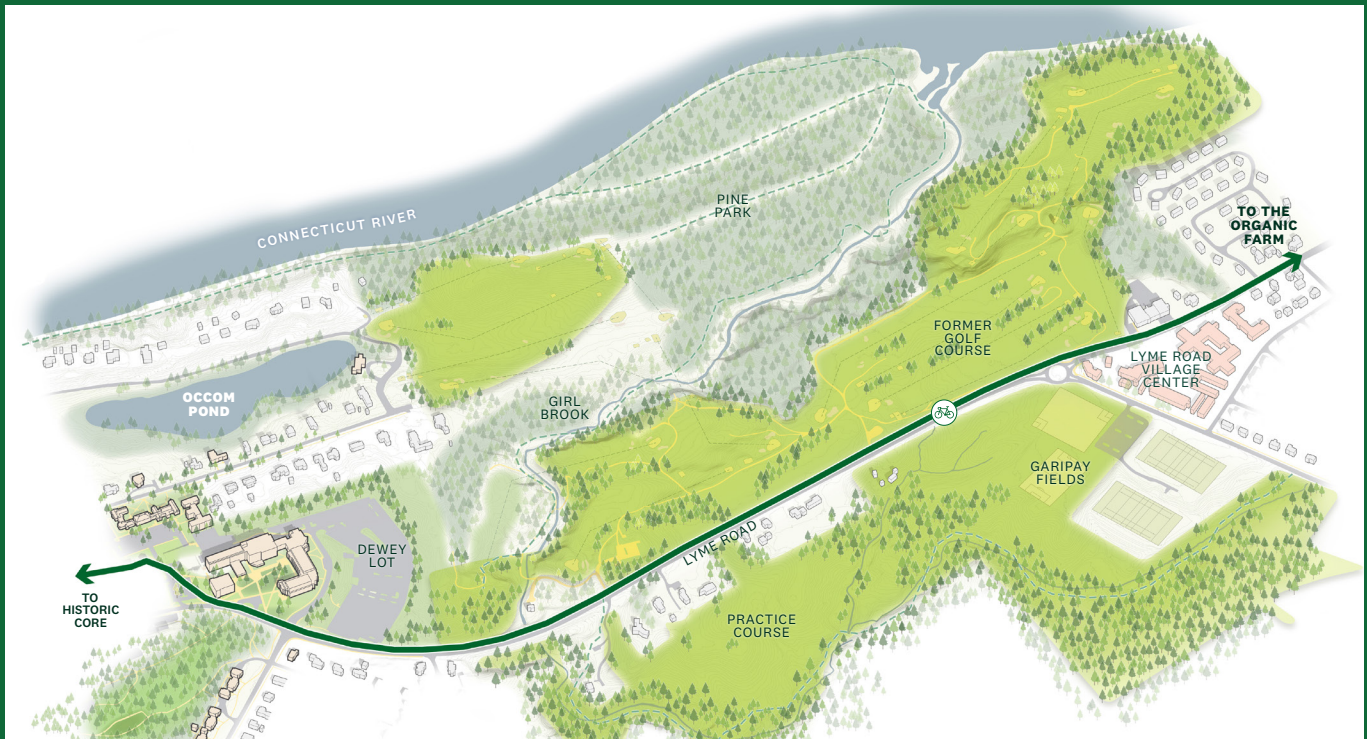 CONNECTICUT RIVER
PINE
PARK
TO THE
ORGANIC
FARM
FORMER
GOLF
COURSE
LYME ROAD
VILLAGE
CENTER
OCCOM
POND
GIRL
BROOK
GARIPAY
FIELDS
DEWEY
LOT
LYME ROAD
TO
HISTORIC
CORE
PRACTICE
COURSE